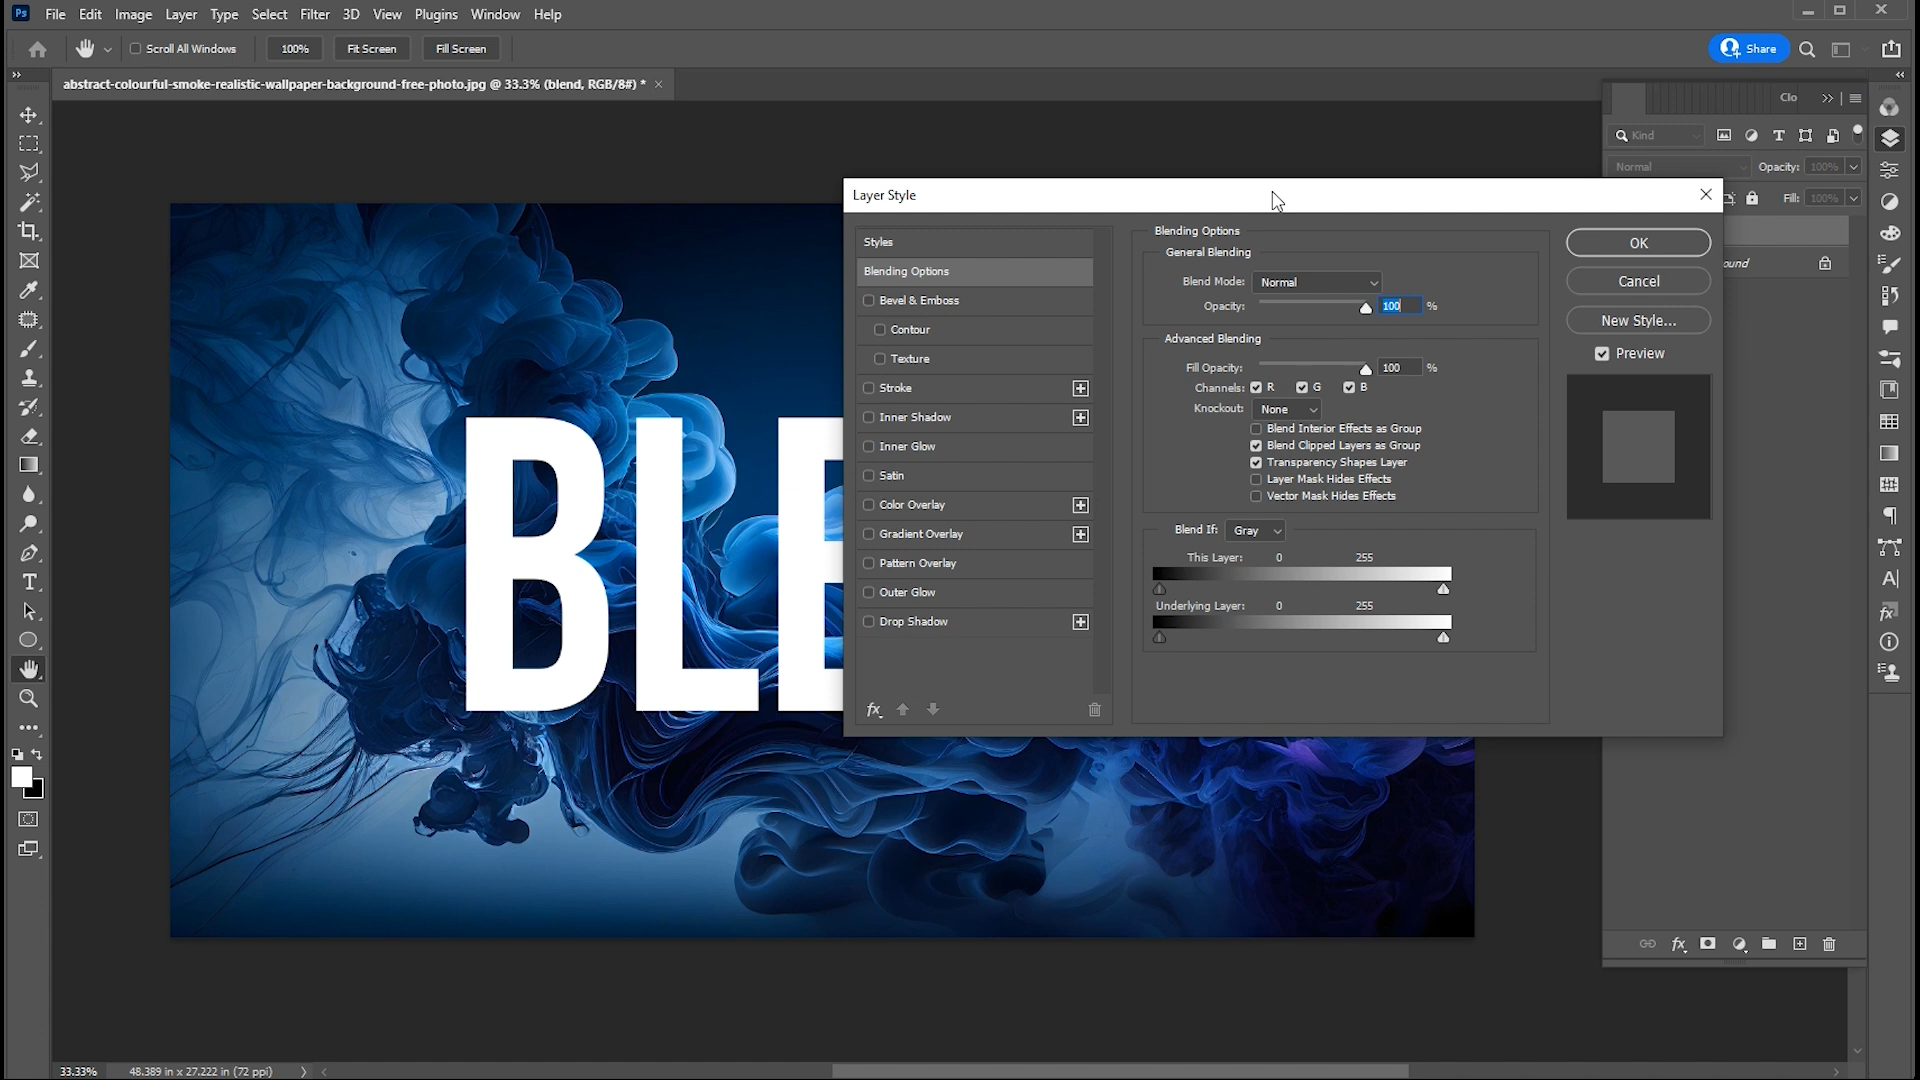 Ps File Edit Image Layer Type Select Filter 3D View Plugins Window Help
Scroll All Windows 100% Fit Screen Fill Screen Share
abstract-colourful-smoke-realistic-wallpaper-background-free-photo.jpg @ 33.3% (blend, RGB/8#) *
Clo
Kind
Normal Opacity: 100%
Fill: 100%
ound
BLE
Layer Style
Styles
Blending Options
Bevel & Emboss
Contour
Texture
Stroke
Inner Shadow
Inner Glow
Satin
Color Overlay
Gradient Overlay
Pattern Overlay
Outer Glow
Drop Shadow
fx
Blending Options
General Blending
Blend Mode: Normal
Opacity: 100 %
Advanced Blending
Fill Opacity: 100 %
Channels: R G B
Knockout: None
Blend Interior Effects as Group
Blend Clipped Layers as Group
Transparency Shapes Layer
Layer Mask Hides Effects
Vector Mask Hides Effects
Blend If: Gray
This Layer: 0 255
Underlying Layer: 0 255
OK
Cancel
New Style...
Preview
fx
33.33% 48.389 in x 27.222 in (72 ppi)